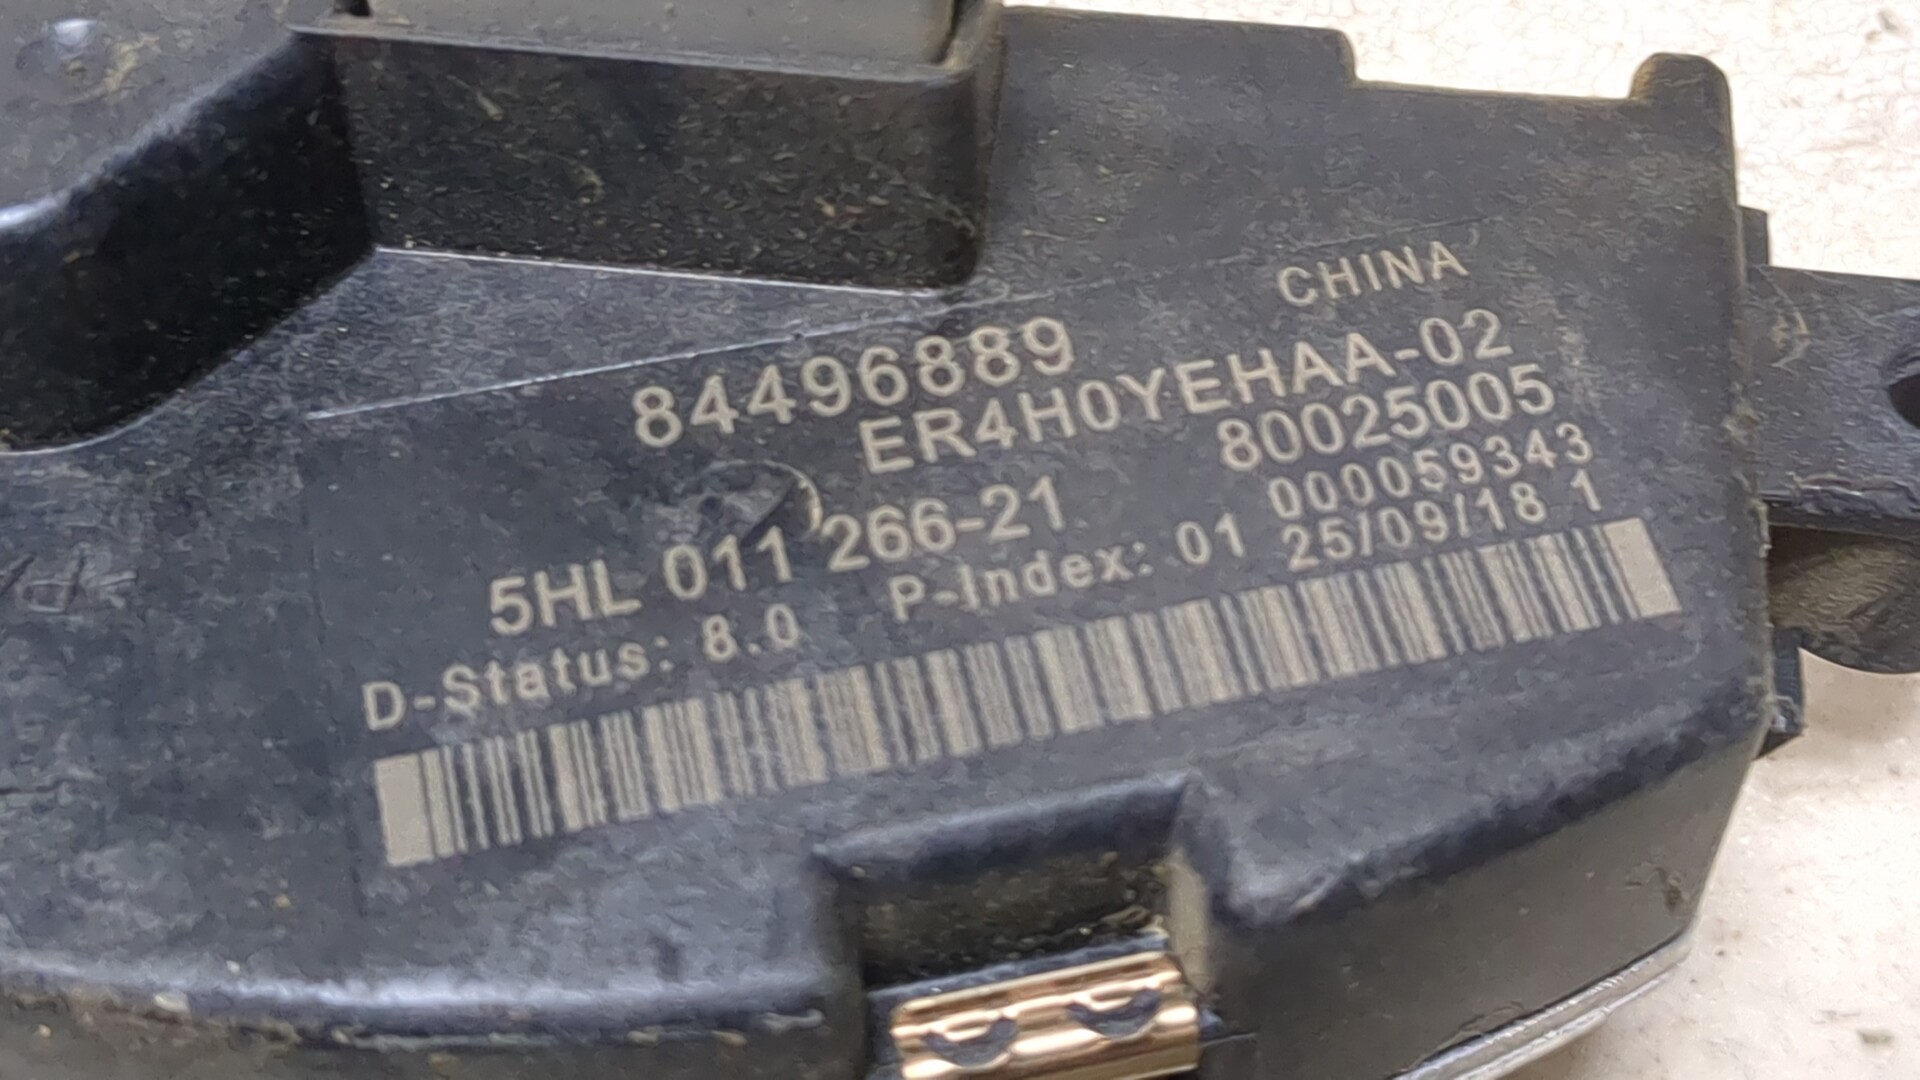 CHINA
84496889
ER4H0YEHAA-02
80025005
5HL 011 266-21
000059343
D-Status: 8.0 P-Index: 01 25/09/18 1